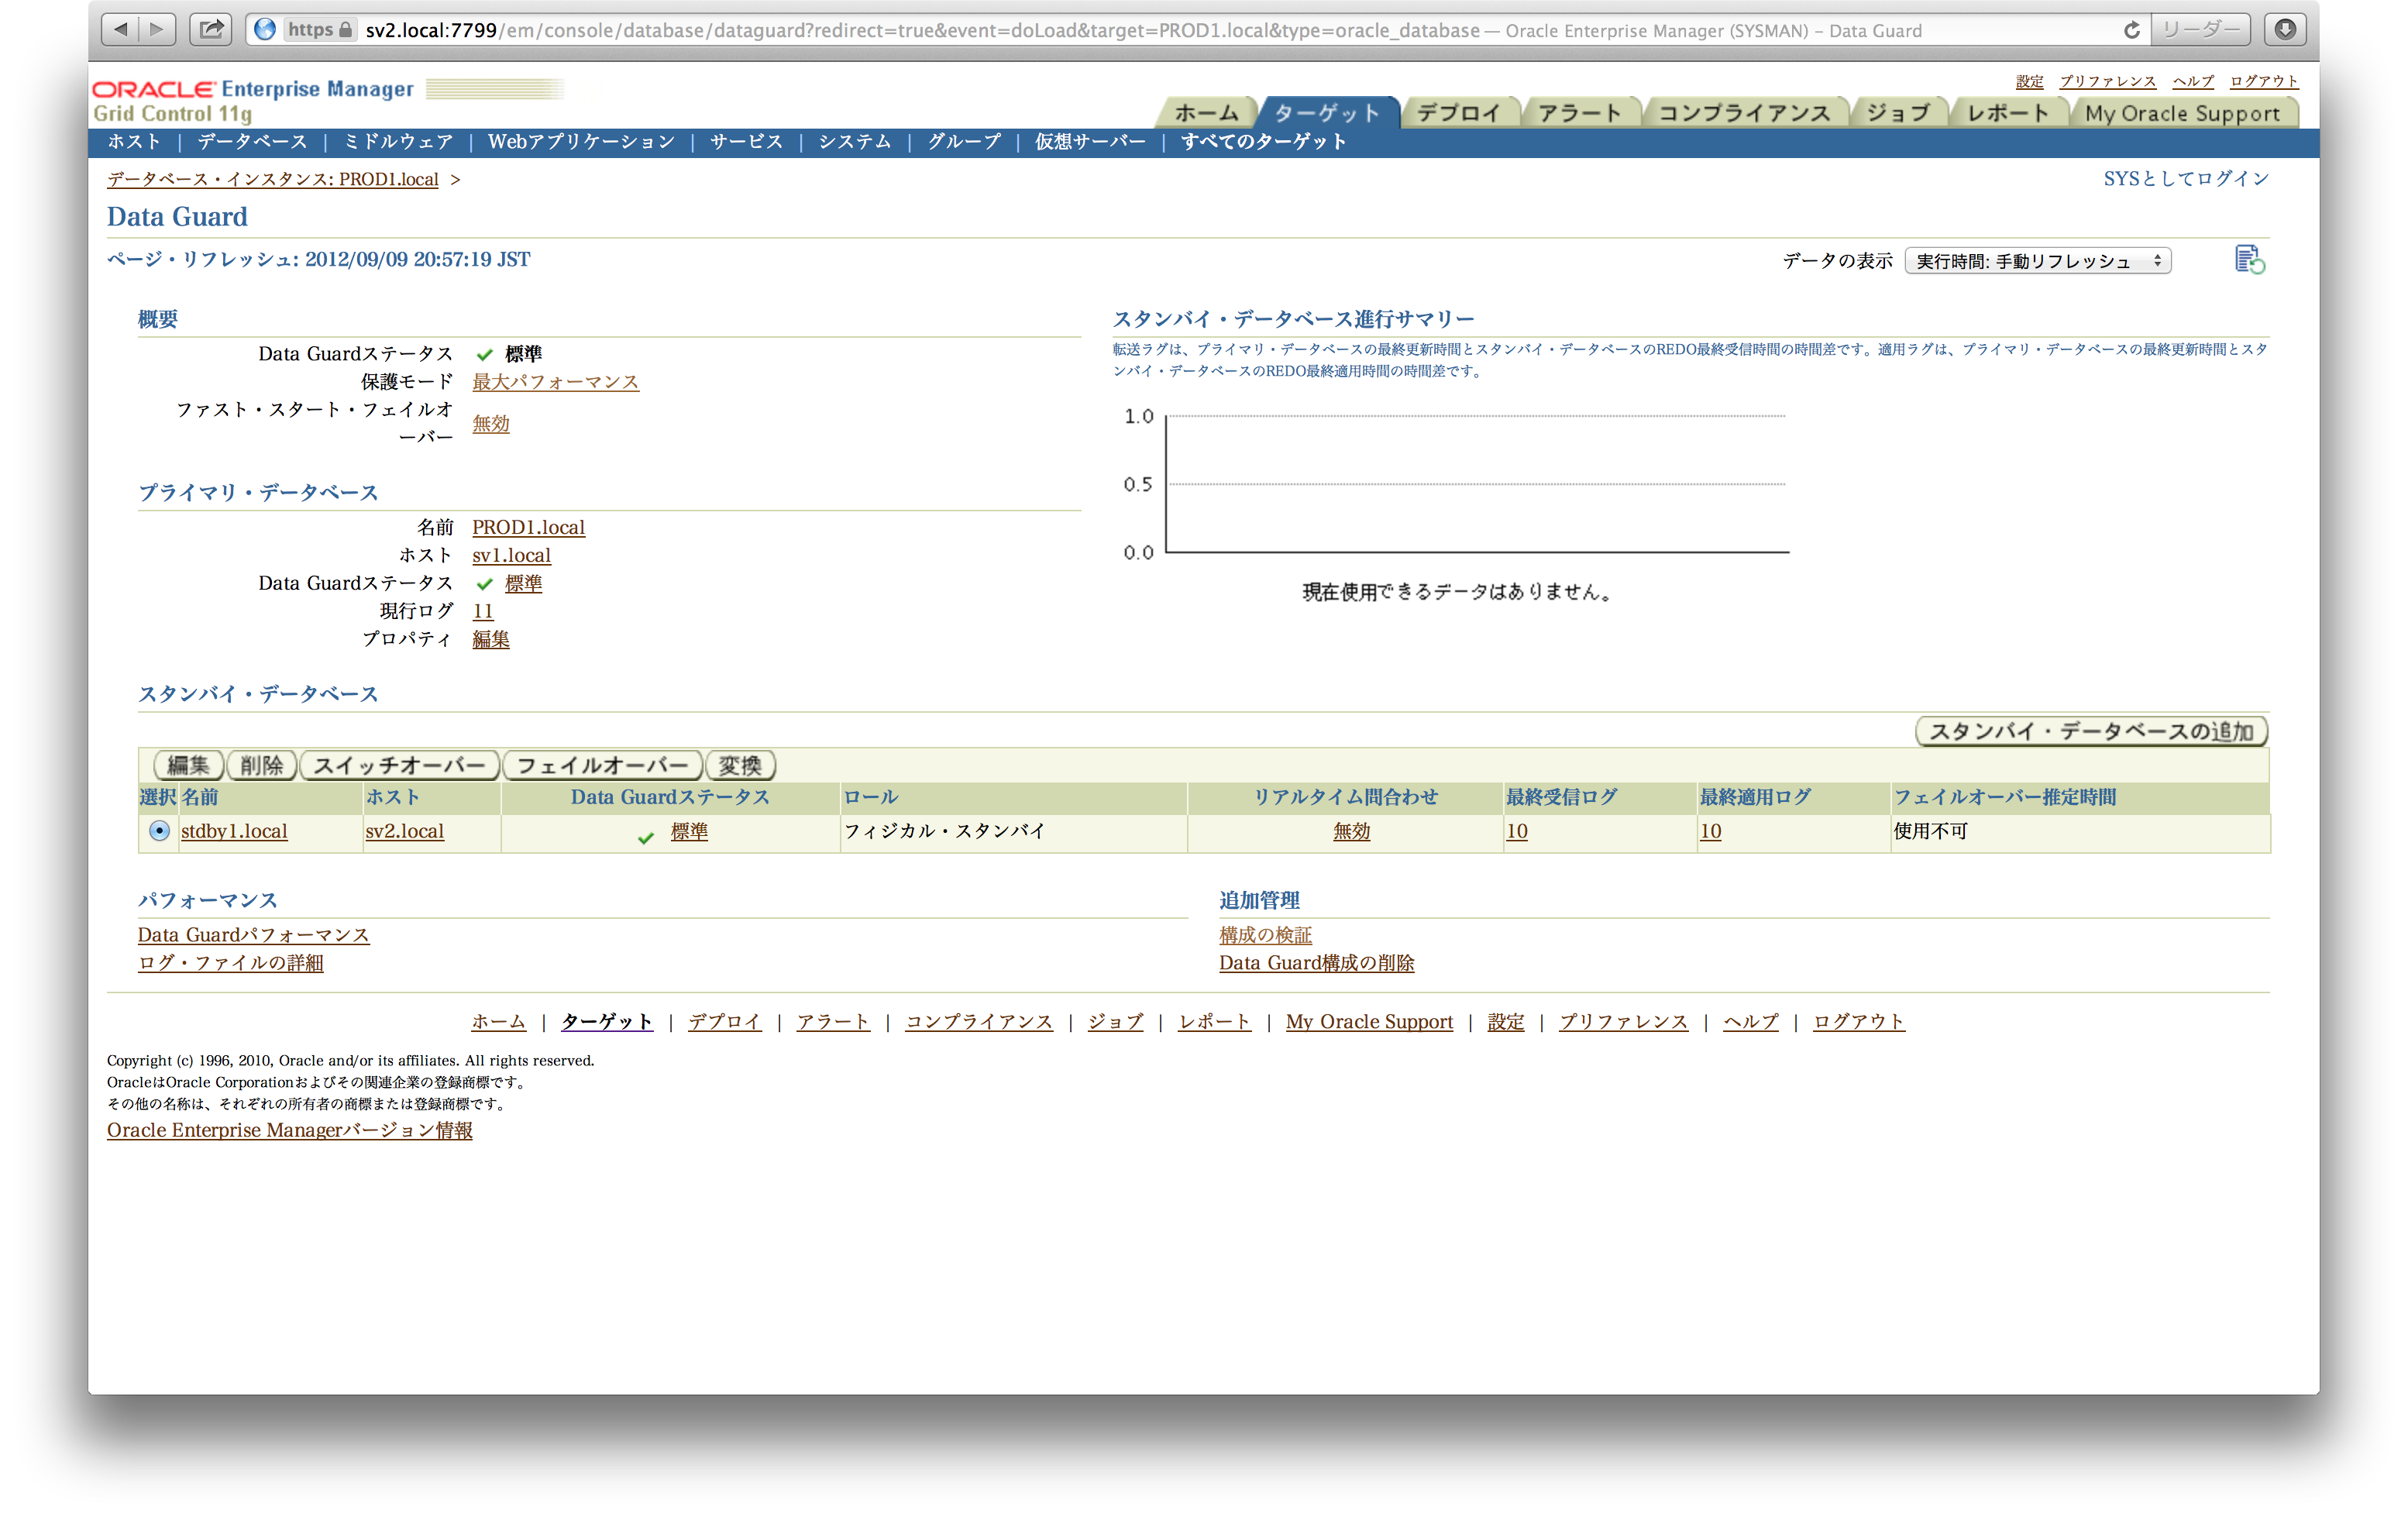 https sv2.local:7799/em/console/database/dataguard?redirect=true&event=doLoad&target=PROD1.local&type=oracle_database — Oracle Enterprise Manager (SYSMAN) – Data Guard リーダー
設定 プリファレンス ヘルプ ログアウト
ORACLE Enterprise Manager
Grid Control 11g
ホーム ターゲット デプロイ アラート コンプライアンス ジョブ レポート My Oracle Support
ホスト | データベース | ミドルウェア | Webアプリケーション | サービス | システム | グループ | 仮想サーバー | すべてのターゲット
データベース・インスタンス: PROD1.local >
SYSとしてログイン
Data Guard
ページ・リフレッシュ: 2012/09/09 20:57:19 JST
データの表示 実行時間: 手動リフレッシュ
概要
Data Guardステータス 標準
保護モード 最大パフォーマンス
ファスト・スタート・フェイルオ
ーバー 無効
プライマリ・データベース
名前 PROD1.local
ホスト sv1.local
Data Guardステータス 標準
現行ログ 11
プロパティ 編集
スタンバイ・データベース進行サマリー
転送ラグは、プライマリ・データベースの最終更新時間とスタンバイ・データベースのREDO最終受信時間の時間差です。適用ラグは、プライマリ・データベースの最終更新時間とスタ
ンバイ・データベースのREDO最終適用時間の時間差です。
1.0
0.5
0.0
現在使用できるデータはありません。
スタンバイ・データベース
スタンバイ・データベースの追加
編集 削除 スイッチオーバー フェイルオーバー 変換
選択 名前 ホスト Data Guardステータス ロール リアルタイム問合わせ 最終受信ログ 最終適用ログ フェイルオーバー推定時間
stdby1.local sv2.local 標準 フィジカル・スタンバイ 無効 10 10 使用不可
パフォーマンス
Data Guardパフォーマンス
ログ・ファイルの詳細
追加管理
構成の検証
Data Guard構成の削除
ホーム | ターゲット | デプロイ | アラート | コンプライアンス | ジョブ | レポート | My Oracle Support | 設定 | プリファレンス | ヘルプ | ログアウト
Copyright (c) 1996, 2010, Oracle and/or its affiliates. All rights reserved.
OracleはOracle Corporationおよびその関連企業の登録商標です。
その他の名称は、それぞれの所有者の商標または登録商標です。
Oracle Enterprise Managerバージョン情報